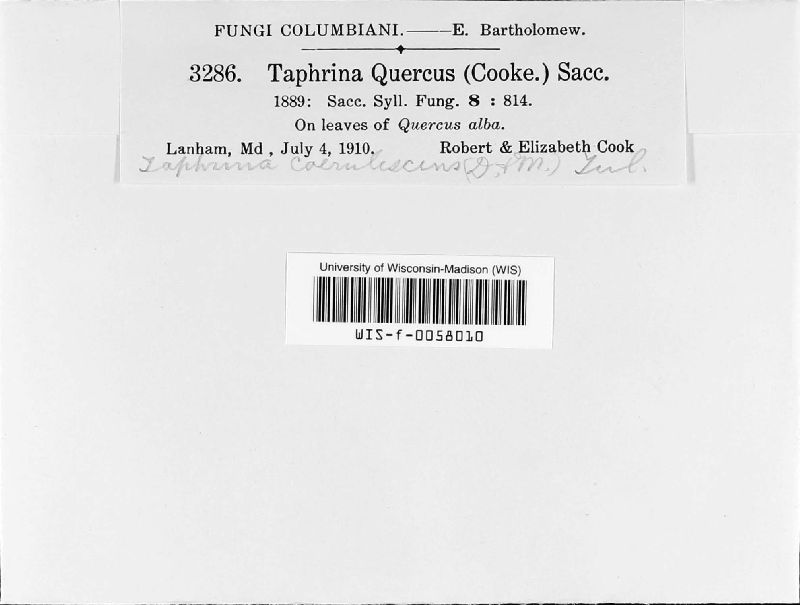 FUNGI COLUMBIANI.——E. Bartholomew.
3286. Taphrina Quercus (Cooke.) Sacc.
1889: Sacc. Syll. Fung. 8 : 814.
On leaves of Quercus alba.
Lanham, Md , July 4, 1910. Robert & Elizabeth Cook
Taphrina coerulescens (D. & M.) Tul.
University of Wisconsin-Madison (WIS)
WIS-f-0058010